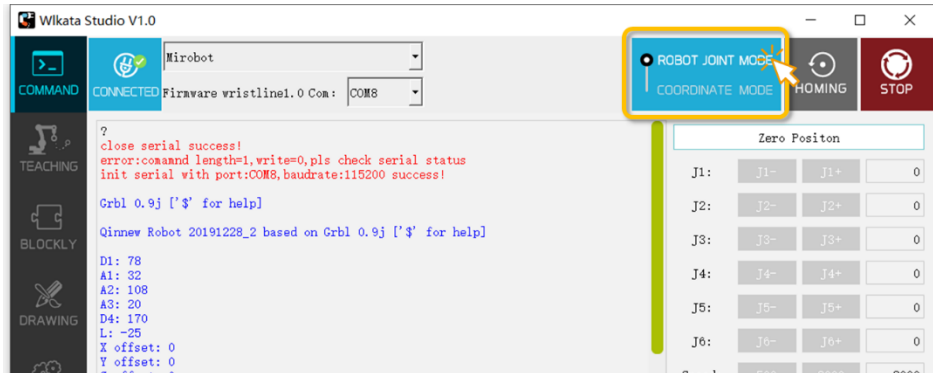 Wlkata Studio V1.0
COMMAND
CONNECTED
Mirobot
Firmware wristline1.0 Com: COM8
ROBOT JOINT MODE
COORDINATE MODE
HOMING
STOP
TEACHING
BLOCKLY
DRAWING
?
close serial success!
error:comamnd length=1,write=0,pls check serial status
init serial with port:COM8,baudrate:115200 success!
Grbl 0.9j ['$' for help]
Qinnew Robot 20191228_2 based on Grbl 0.9j ['$' for help]
D1: 78
A1: 32
A2: 108
A3: 20
D4: 170
L: -25
X offset: 0
Y offset: 0
Zero Positon
J1: J1- J1+ 0
J2: J2- J2+ 0
J3: J3- J3+ 0
J4: J4- J4+ 0
J5: J5- J5+ 0
J6: J6- J6+ 0